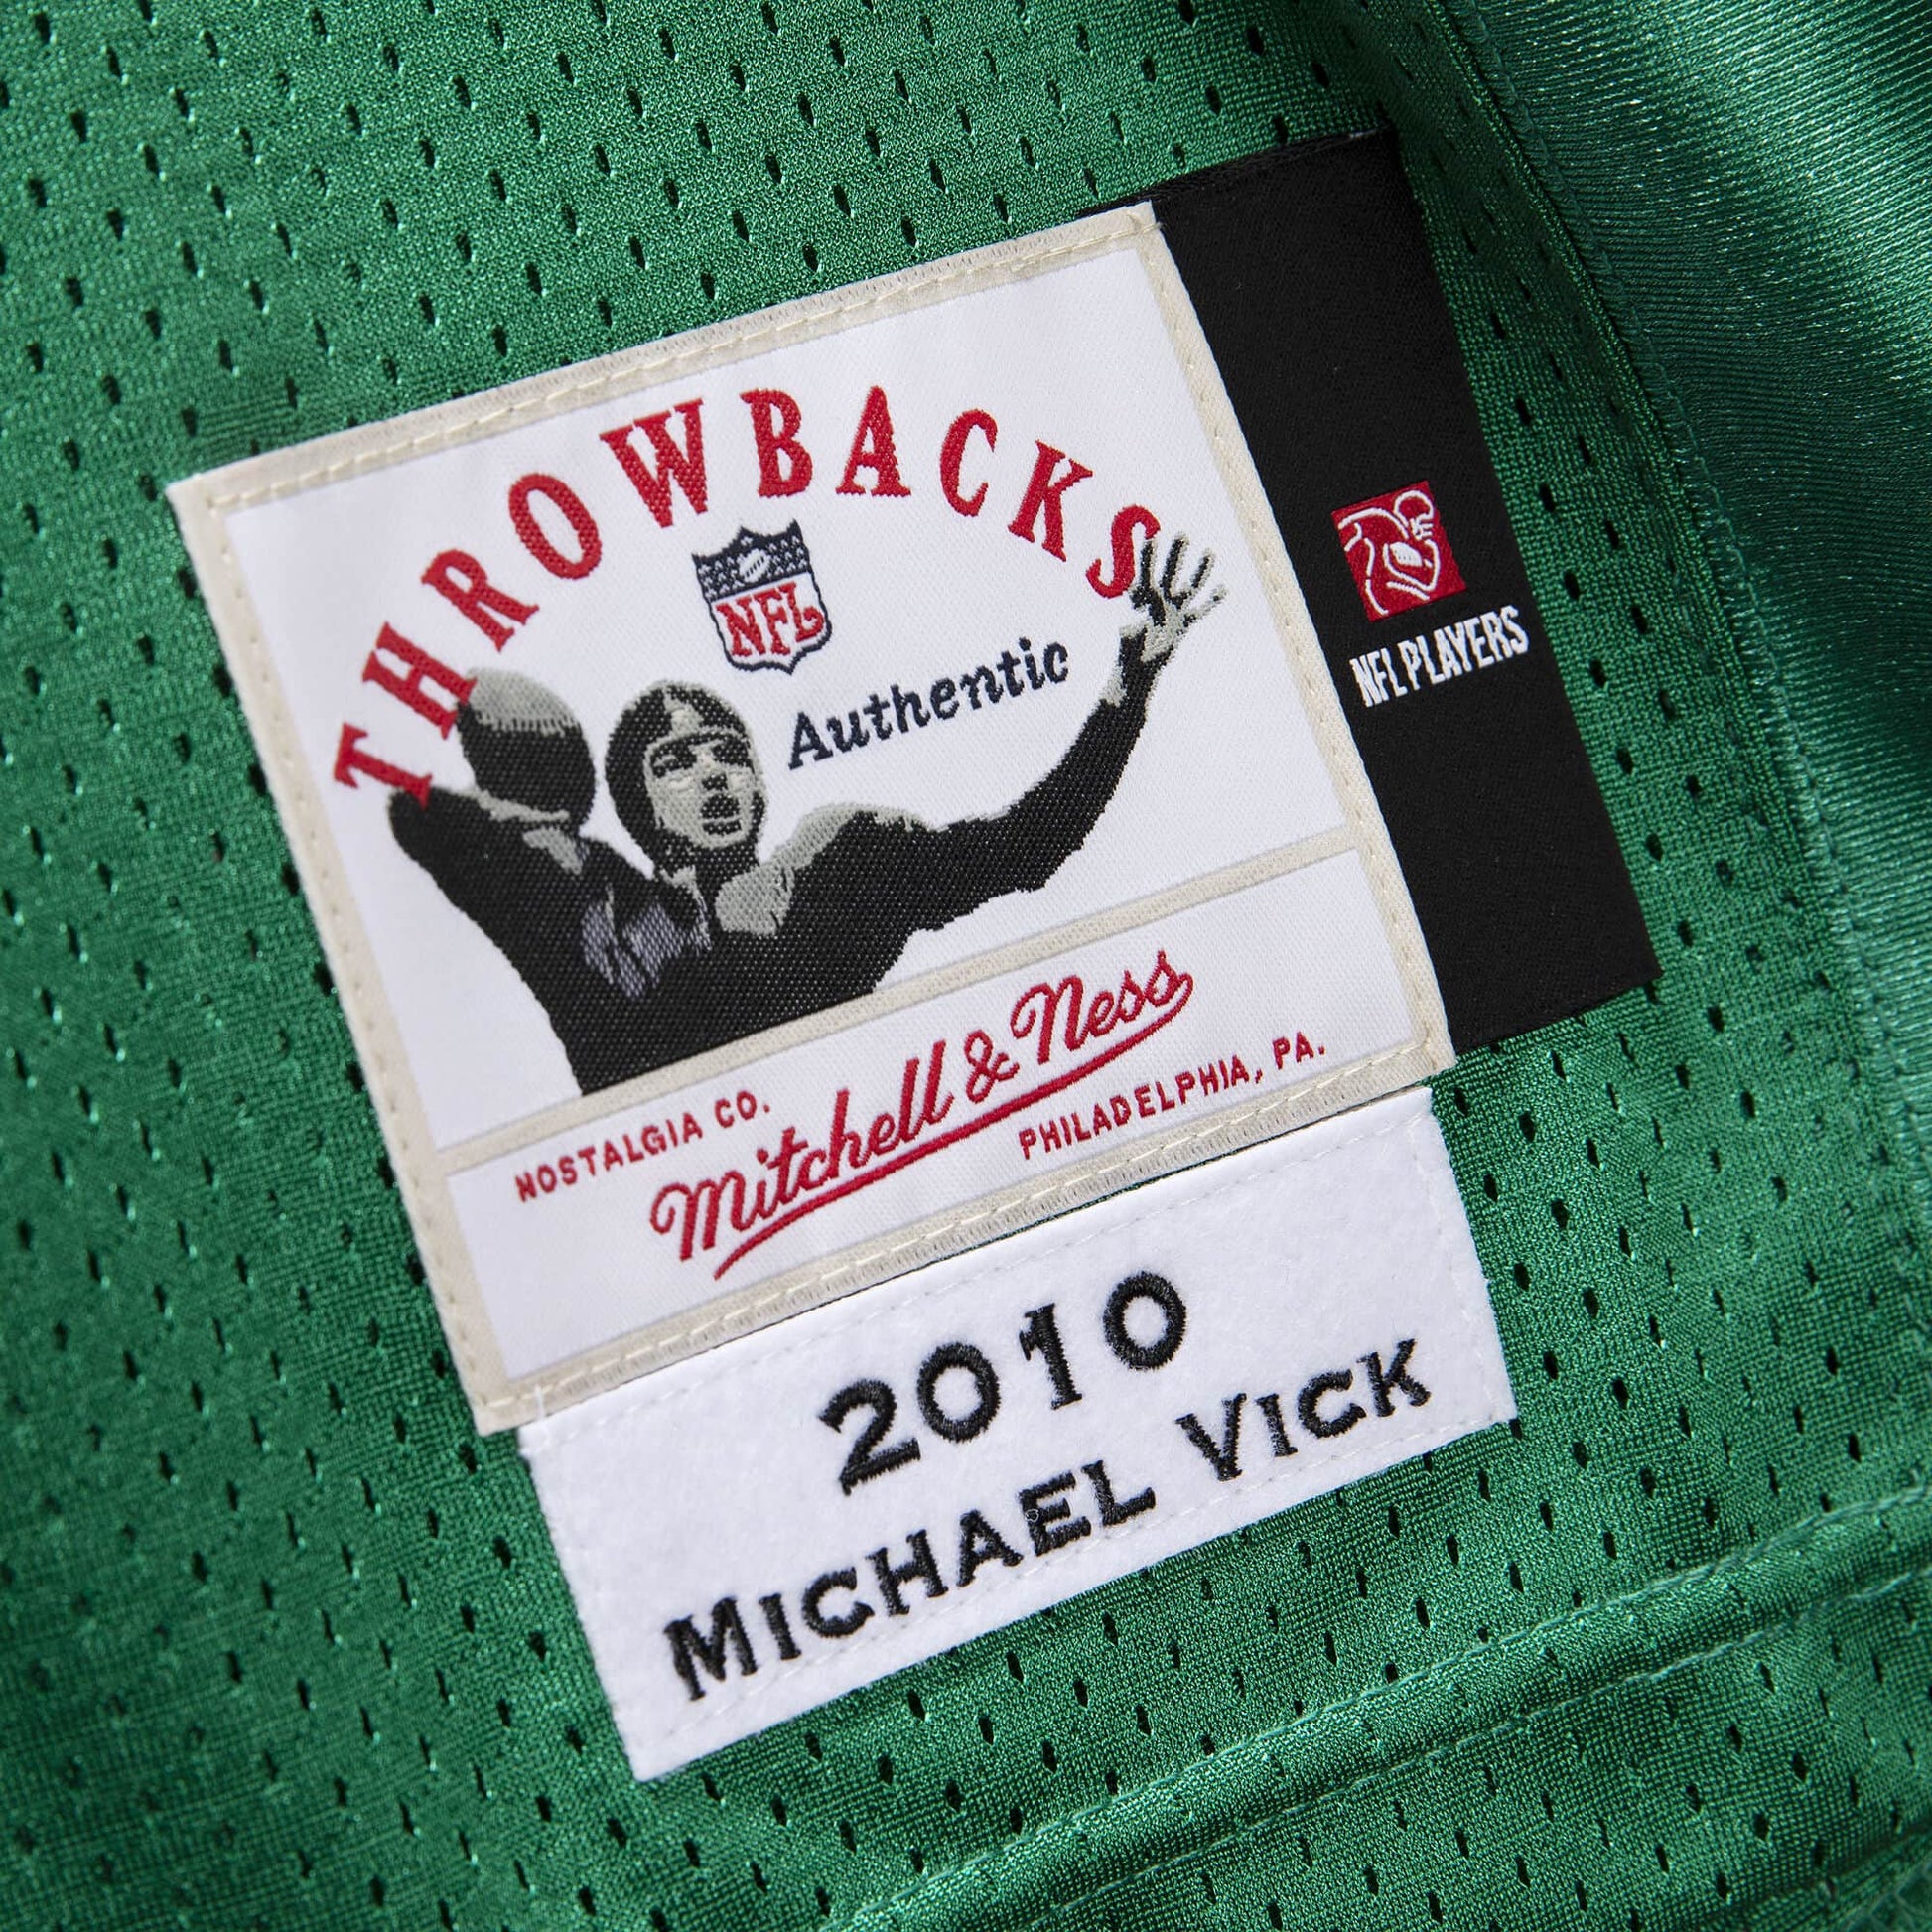 THROWBACKS
NFL
Authentic
NFL PLAYERS
NOSTALGIA CO.
Mitchell & Ness
PHILADELPHIA, PA.
2010
MICHAEL VICK